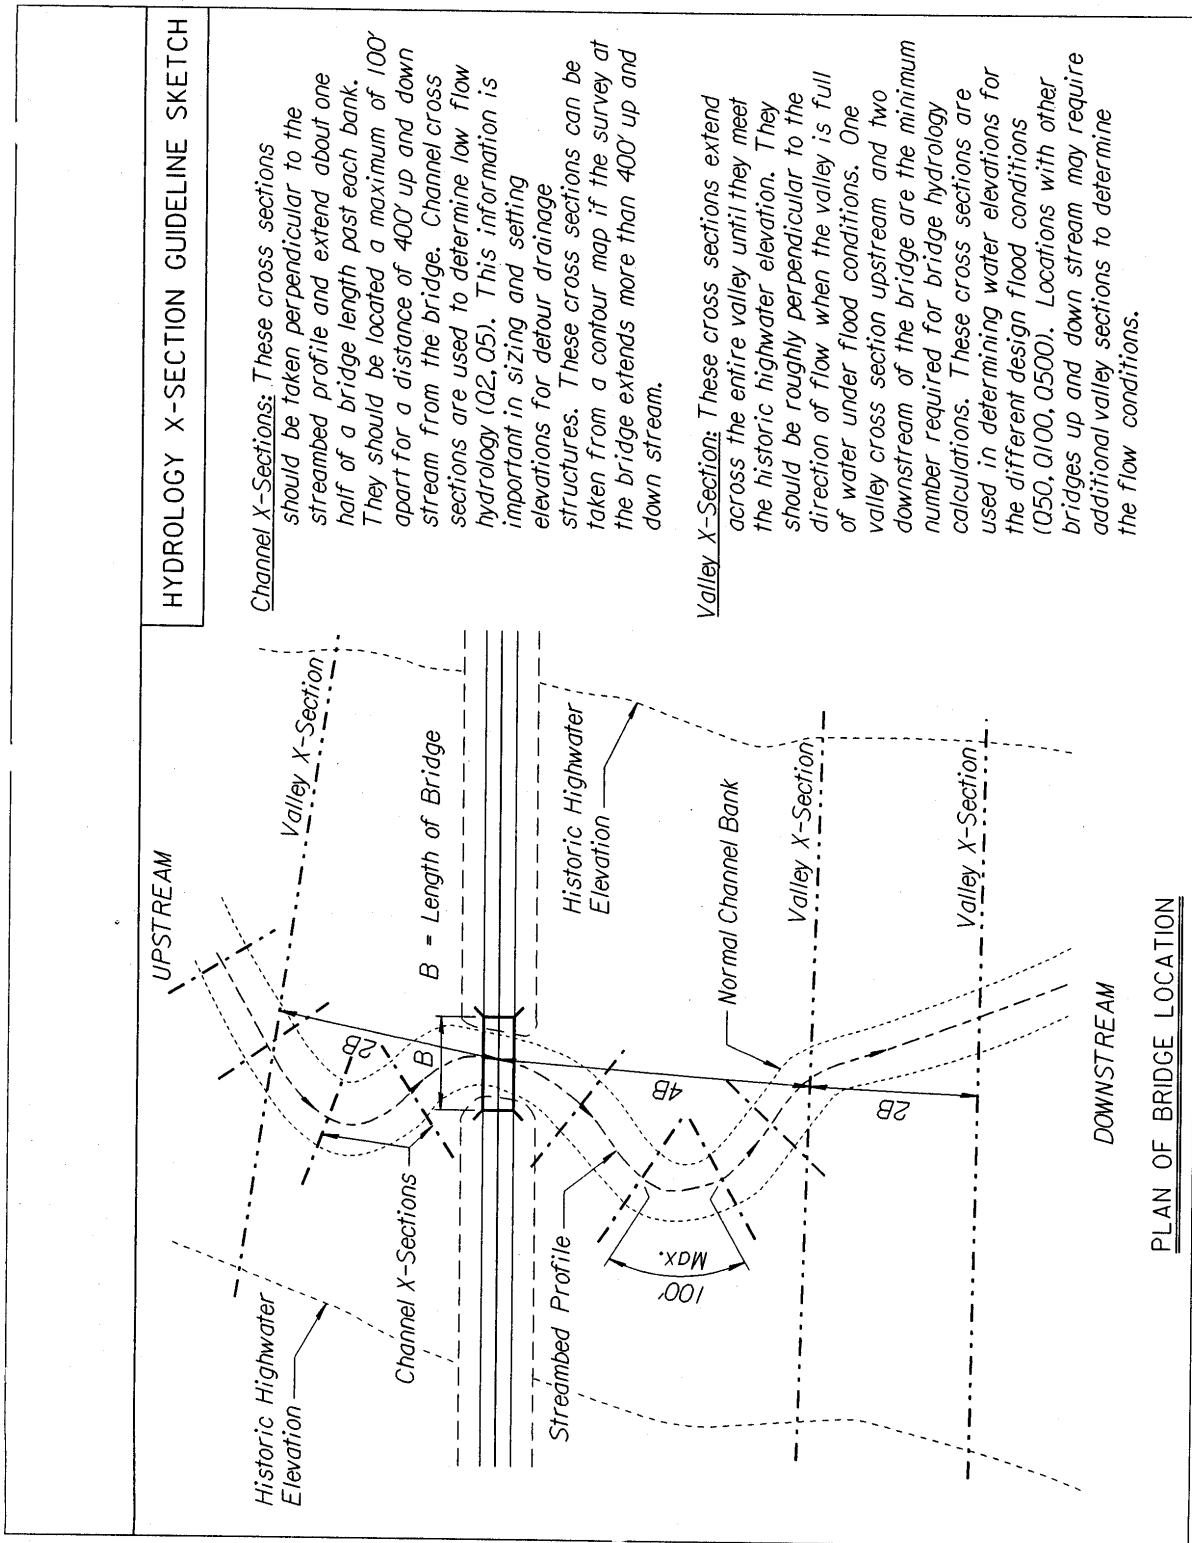 HYDROLOGY X-SECTION GUIDELINE SKETCH
Channel X-Sections: These cross sections
should be taken perpendicular to the
streambed profile and extend about one
half of a bridge length past each bank.
They should be located a maximum of 100'
apart for a distance of 400' up and down
stream from the bridge. Channel cross
sections are used to determine low flow
hydrology (Q2, Q5). This information is
important in sizing and setting
elevations for detour drainage
structures. These cross sections can be
taken from a contour map if the survey at
the bridge extends more than 400' up and
down stream.
Valley X-Section: These cross sections extend
across the entire valley until they meet
the historic highwater elevation. They
should be roughly perpendicular to the
direction of flow when the valley is full
of water under flood conditions. One
valley cross section upstream and two
downstream of the bridge are the minimum
number required for bridge hydrology
calculations. These cross sections are
used in determining water elevations for
the different design flood conditions
(Q50, Q100, Q500). Locations with other
bridges up and down stream may require
additional valley sections to determine
the flow conditions.
UPSTREAM
Valley X-Section
Historic Highwater
Elevation
2B
B
B = Length of Bridge
Channel X-Sections
Streambed Profile
Historic Highwater
Elevation
100'
Max.
4B
Normal Channel Bank
Valley X-Section
2B
Valley X-Section
DOWNSTREAM
PLAN OF BRIDGE LOCATION